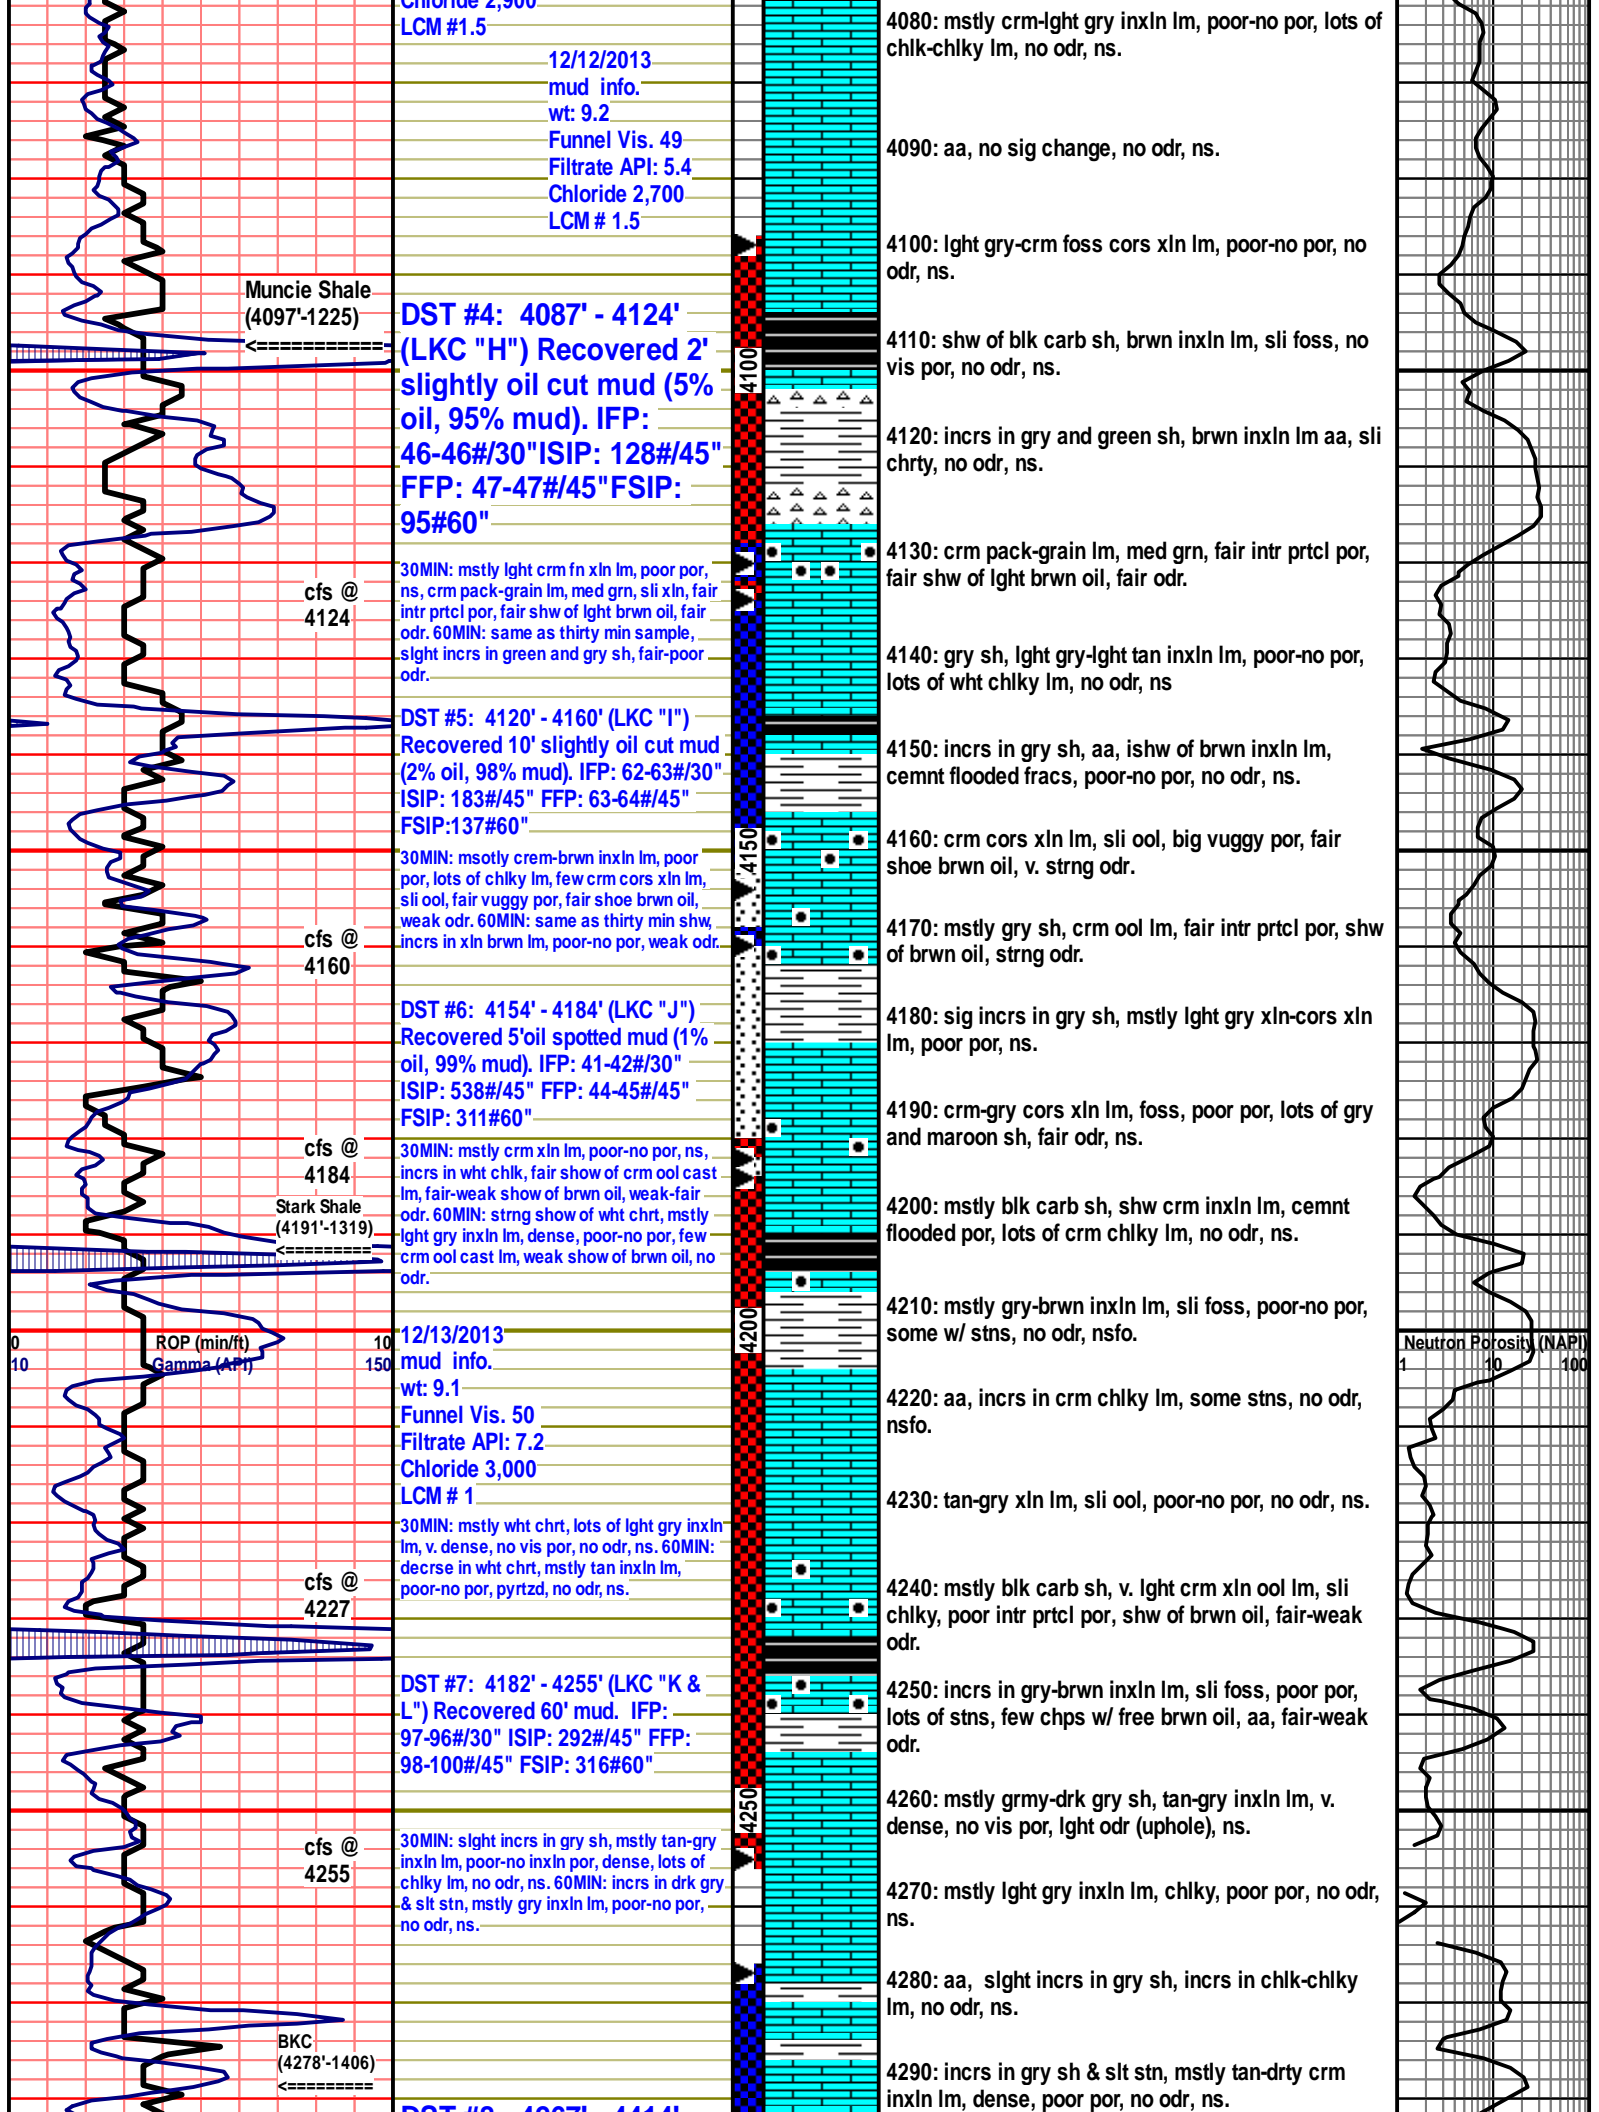 Chloride 2,900
LCM #1.5
12/12/2013
mud info.
wt: 9.2
Funnel Vis. 49
Filtrate API: 5.4
Chloride 2,700
LCM # 1.5
Muncie Shale
(4097'-1225)
<===========
DST #4: 4087' - 4124'
(LKC "H") Recovered 2'
slightly oil cut mud (5%
oil, 95% mud). IFP:
46-46#/30"ISIP: 128#/45"
FFP: 47-47#/45"FSIP:
95#60"
30MIN: mstly lght crm fn xln lm, poor por,
ns, crm pack-grain lm, med grn, sli xln, fair
intr prtcl por, fair shw of lght brwn oil, fair
odr. 60MIN: same as thirty min sample,
slght incrs in green and gry sh, fair-poor
odr.
cfs @
4124
DST #5: 4120' - 4160' (LKC "I")
Recovered 10' slightly oil cut mud
(2% oil, 98% mud). IFP: 62-63#/30"
ISIP: 183#/45" FFP: 63-64#/45"
FSIP:137#60"
30MIN: msotly crem-brwn inxln lm, poor
por, lots of chlky lm, few crm cors xln lm,
sli ool, fair vuggy por, fair shoe brwn oil,
weak odr. 60MIN: same as thirty min shw,
incrs in xln brwn lm, poor-no por, weak odr.
cfs @
4160
DST #6: 4154' - 4184' (LKC "J")
Recovered 5'oil spotted mud (1%
oil, 99% mud). IFP: 41-42#/30"
ISIP: 538#/45" FFP: 44-45#/45"
FSIP: 311#60"
30MIN: mstly crm xln lm, poor-no por, ns,
incrs in wht chlk, fair show of crm ool cast
lm, fair-weak show of brwn oil, weak-fair
odr. 60MIN: strng show of wht chrt, mstly
lght gry inxln lm, dense, poor-no por, few
crm ool cast lm, weak show of brwn oil, no
odr.
cfs @
4184
Stark Shale
(4191'-1319)
<=========
0 ROP (min/ft) 10
10 Gamma (API) 150
12/13/2013
mud info.
wt: 9.1
Funnel Vis. 50
Filtrate API: 7.2
Chloride 3,000
LCM # 1
30MIN: mstly wht chrt, lots of lght gry inxln
lm, v. dense, no vis por, no odr, ns. 60MIN:
decrse in wht chrt, mstly tan inxln lm,
poor-no por, pyrtzd, no odr, ns.
cfs @
4227
DST #7: 4182' - 4255' (LKC "K &
L") Recovered 60' mud. IFP:
97-96#/30" ISIP: 292#/45" FFP:
98-100#/45" FSIP: 316#60"
30MIN: slght incrs in gry sh, mstly tan-gry
inxln lm, poor-no inxln por, dense, lots of
chlky lm, no odr, ns. 60MIN: incrs in drk gry
& slt stn, mstly gry inxln lm, poor-no por,
no odr, ns.
cfs @
4255
BKC
(4278'-1406)
<=========
4100
4150
4200
4250
4080: mstly crm-lght gry inxln lm, poor-no por, lots of
chlk-chlky lm, no odr, ns.
4090: aa, no sig change, no odr, ns.
4100: lght gry-crm foss cors xln lm, poor-no por, no
odr, ns.
4110: shw of blk carb sh, brwn inxln lm, sli foss, no
vis por, no odr, ns.
4120: incrs in gry and green sh, brwn inxln lm aa, sli
chrty, no odr, ns.
4130: crm pack-grain lm, med grn, fair intr prtcl por,
fair shw of lght brwn oil, fair odr.
4140: gry sh, lght gry-lght tan inxln lm, poor-no por,
lots of wht chlky lm, no odr, ns
4150: incrs in gry sh, aa, ishw of brwn inxln lm,
cemnt flooded fracs, poor-no por, no odr, ns.
4160: crm cors xln lm, sli ool, big vuggy por, fair
shoe brwn oil, v. strng odr.
4170: mstly gry sh, crm ool lm, fair intr prtcl por, shw
of brwn oil, strng odr.
4180: sig incrs in gry sh, mstly lght gry xln-cors xln
lm, poor por, ns.
4190: crm-gry cors xln lm, foss, poor por, lots of gry
and maroon sh, fair odr, ns.
4200: mstly blk carb sh, shw crm inxln lm, cemnt
flooded por, lots of crm chlky lm, no odr, ns.
4210: mstly gry-brwn inxln lm, sli foss, poor-no por,
some w/ stns, no odr, nsfo.
4220: aa, incrs in crm chlky lm, some stns, no odr,
nsfo.
4230: tan-gry xln lm, sli ool, poor-no por, no odr, ns.
4240: mstly blk carb sh, v. lght crm xln ool lm, sli
chlky, poor intr prtcl por, shw of brwn oil, fair-weak
odr.
4250: incrs in gry-brwn inxln lm, sli foss, poor por,
lots of stns, few chps w/ free brwn oil, aa, fair-weak
odr.
4260: mstly grmy-drk gry sh, tan-gry inxln lm, v.
dense, no vis por, lght odr (uphole), ns.
4270: mstly lght gry inxln lm, chlky, poor por, no odr,
ns.
4280: aa, slght incrs in gry sh, incrs in chlk-chlky
lm, no odr, ns.
4290: incrs in gry sh & slt stn, mstly tan-drty crm
inxln lm, dense, poor por, no odr, ns.
Neutron Porosity (NAPI)
1 10 100